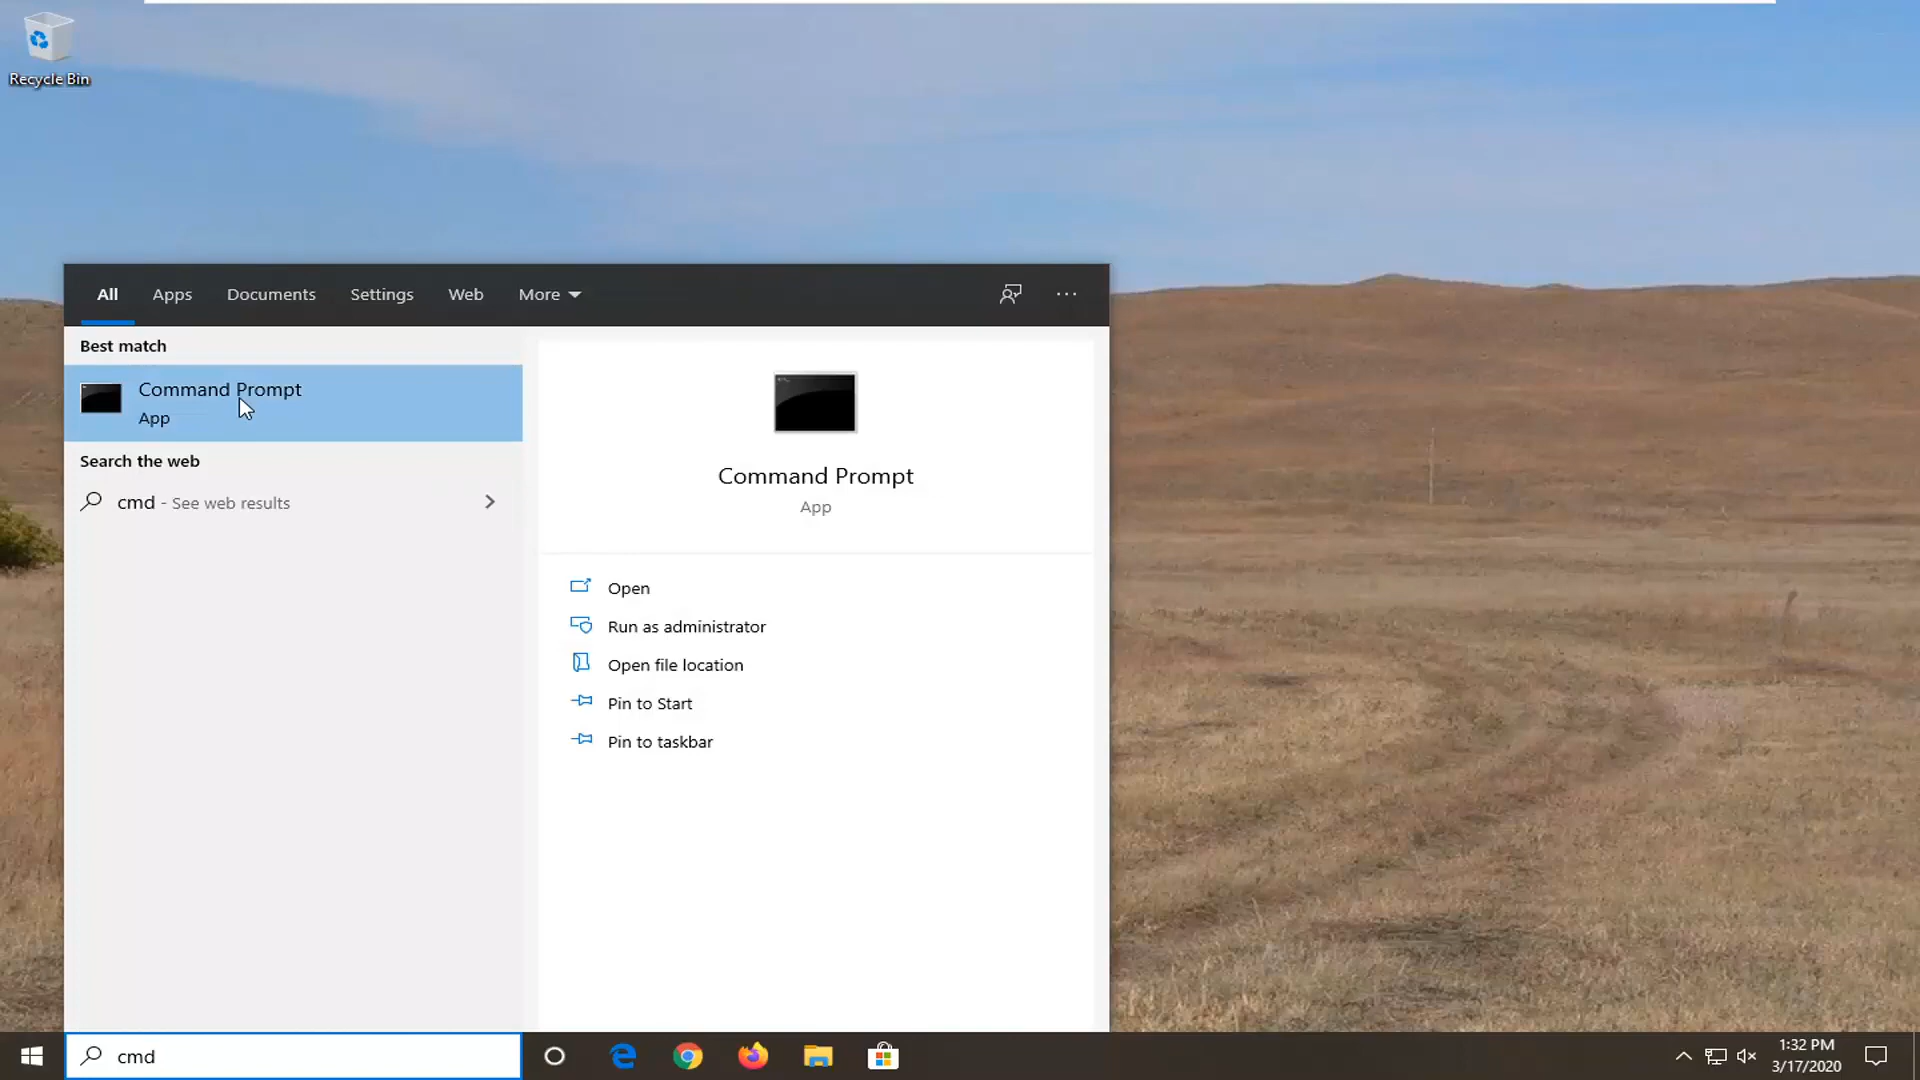 Recycle Bin
All Apps Documents Settings Web More
Best match
Command Prompt
App
Search the web
cmd - See web results
Command Prompt
App
Open
Run as administrator
Open file location
Pin to Start
Pin to taskbar
cmd
1:32 PM
3/17/2020